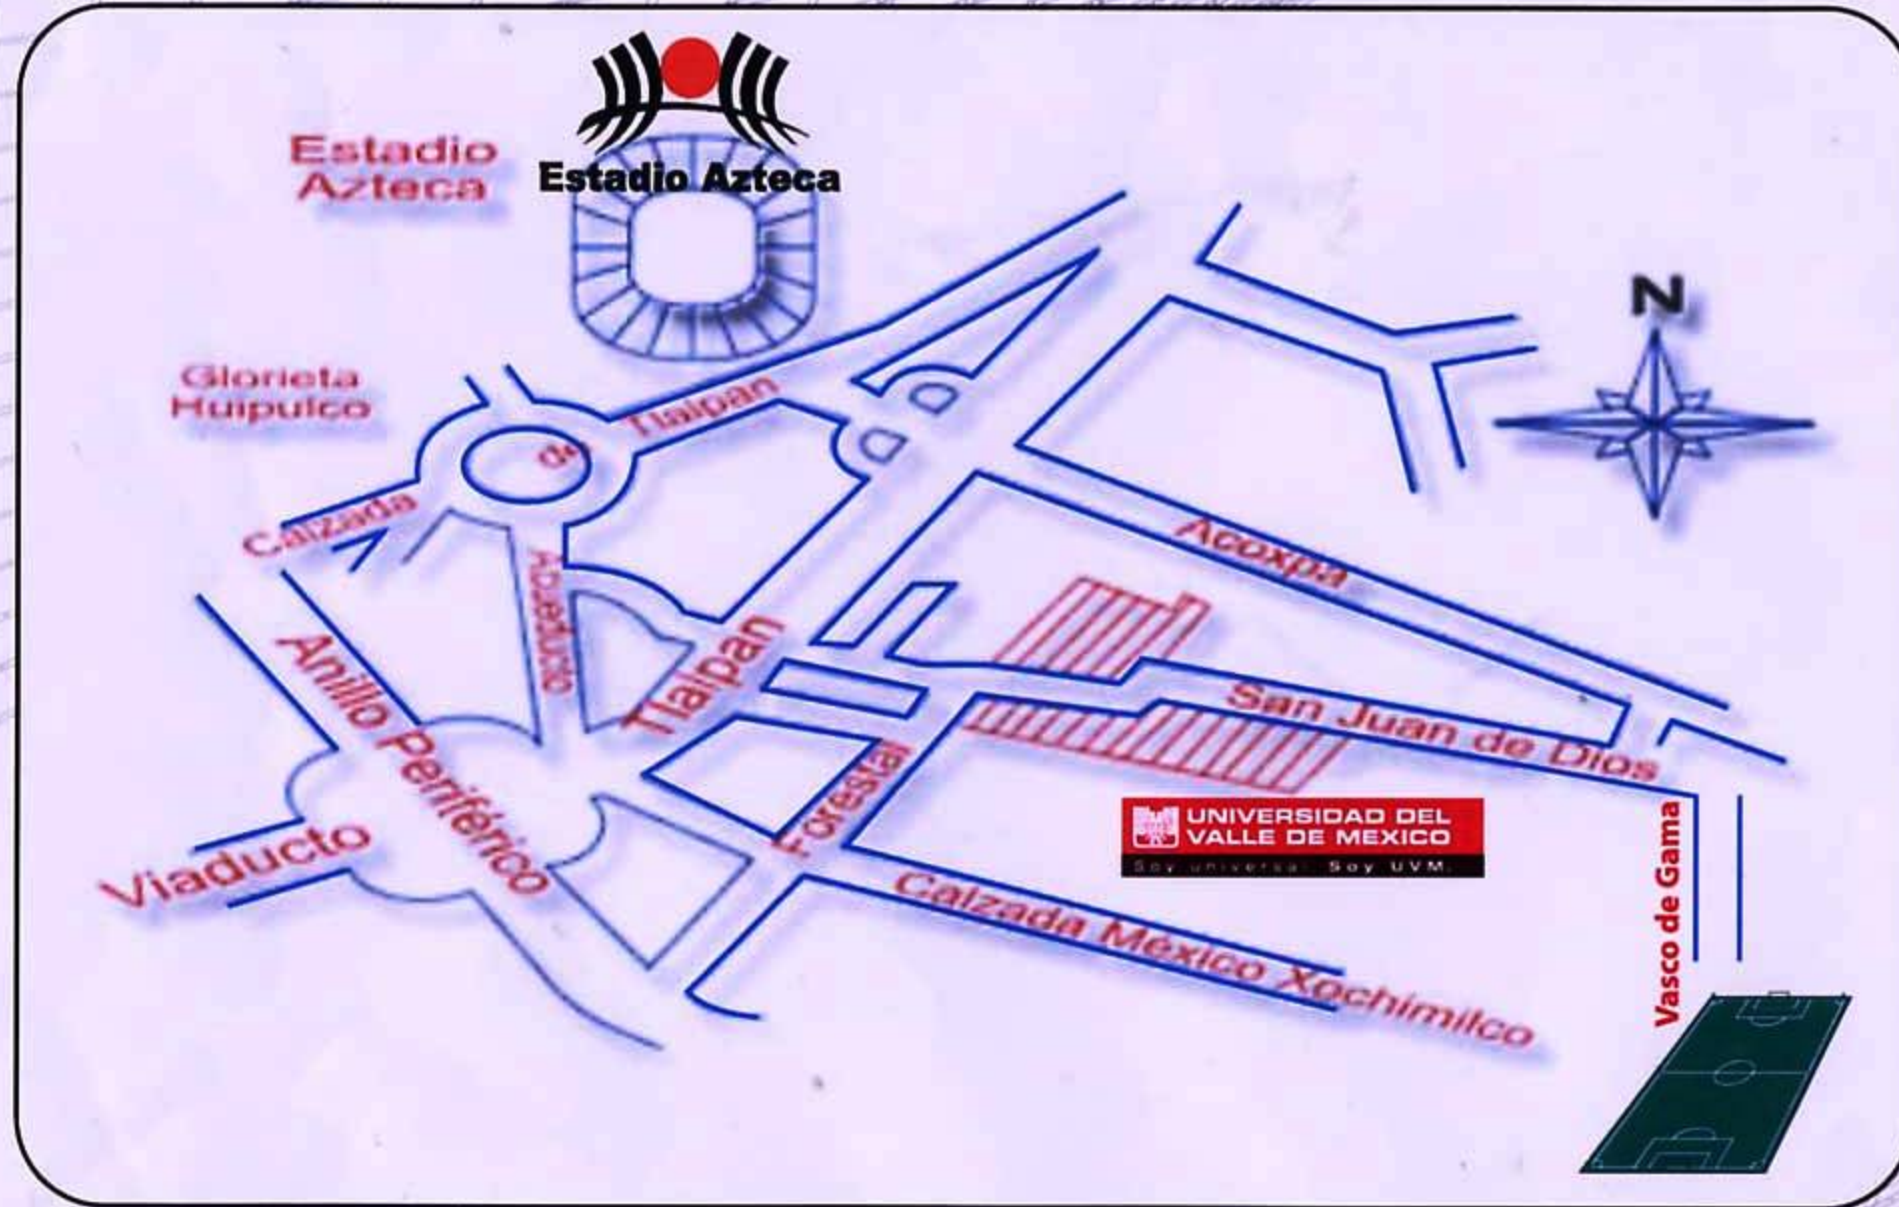 Estadio
Azteca
Estadio Azteca
N
Glorieta
Huipulco
Calzada
de Tlalpan
Acoxpa
Acueducto
Tlalpan
Anillo Periférico
San Juan de Dios
Forestal
Viaducto
UNIVERSIDAD DEL
VALLE DE MEXICO
Soy universal. Soy UVM.
Vasco de Gama
Calzada México Xochimilco